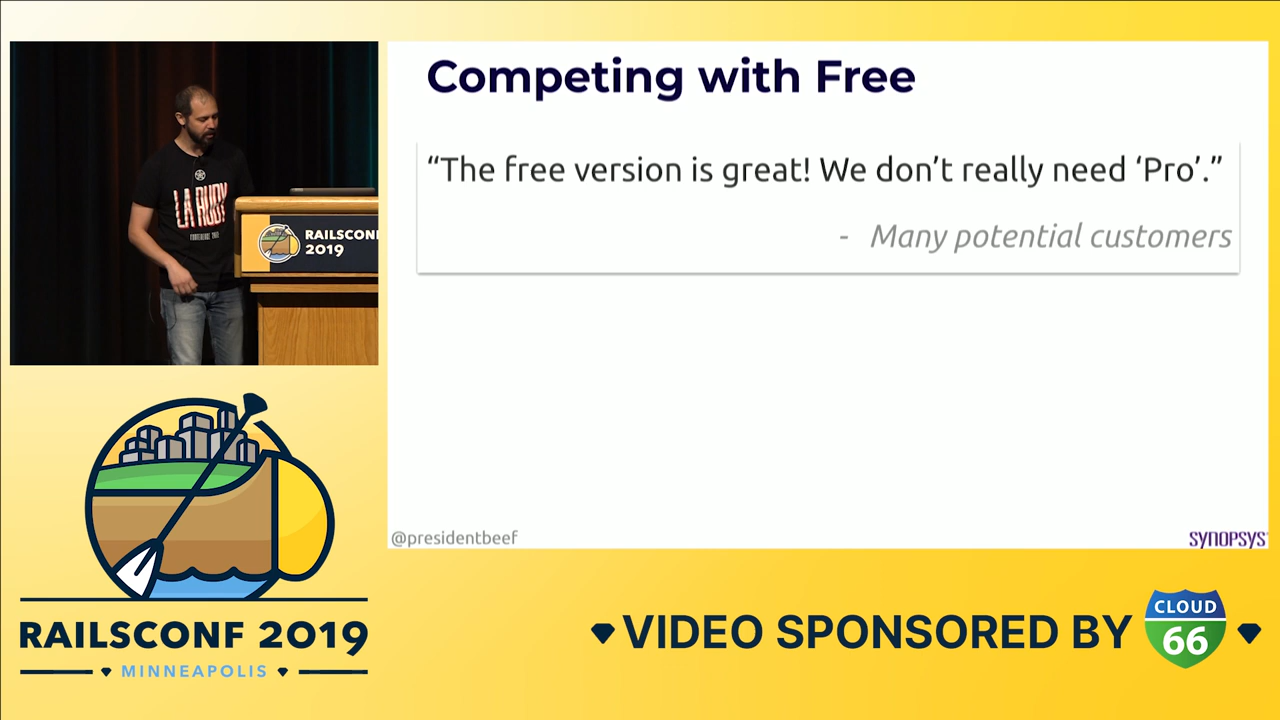 Competing with Free
“The free version is great! We don’t really need ‘Pro’.”
- Many potential customers
@presidentbeef
SYNOPSYS
LA RUBY
CONFERENCE
RAILSCONF
2019
RAILSCONF 2019
MINNEAPOLIS
VIDEO SPONSORED BY
CLOUD
66